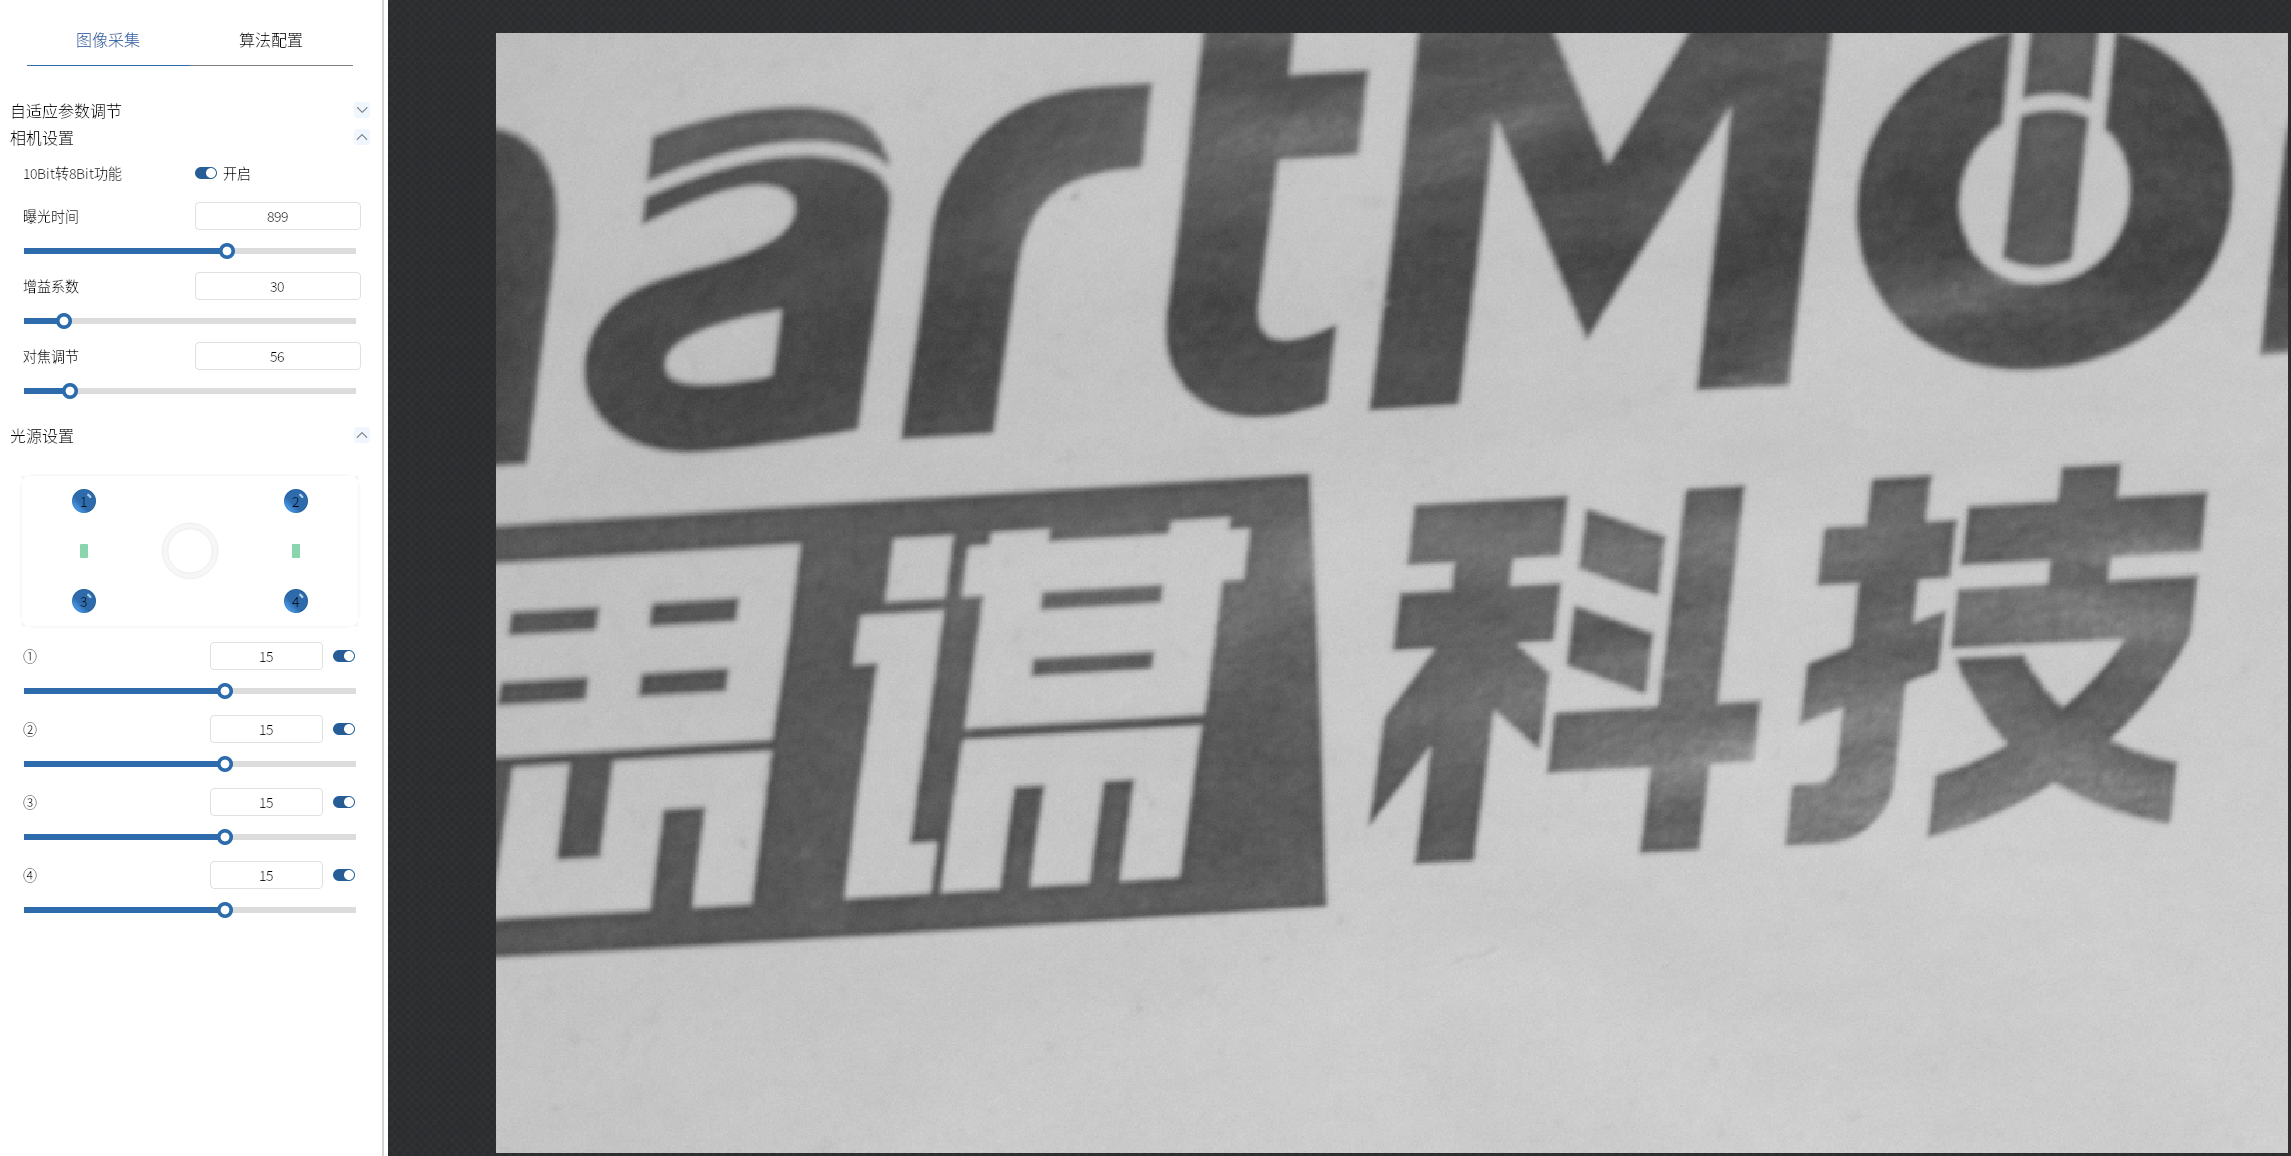 图像采集 算法配置
自适应参数调节
相机设置
10Bit转8Bit功能 开启
曝光时间 899
增益系数 30
对焦调节 56
光源设置
1 2
3 4
① 15
② 15
③ 15
④ 15
artMo
思谋科技